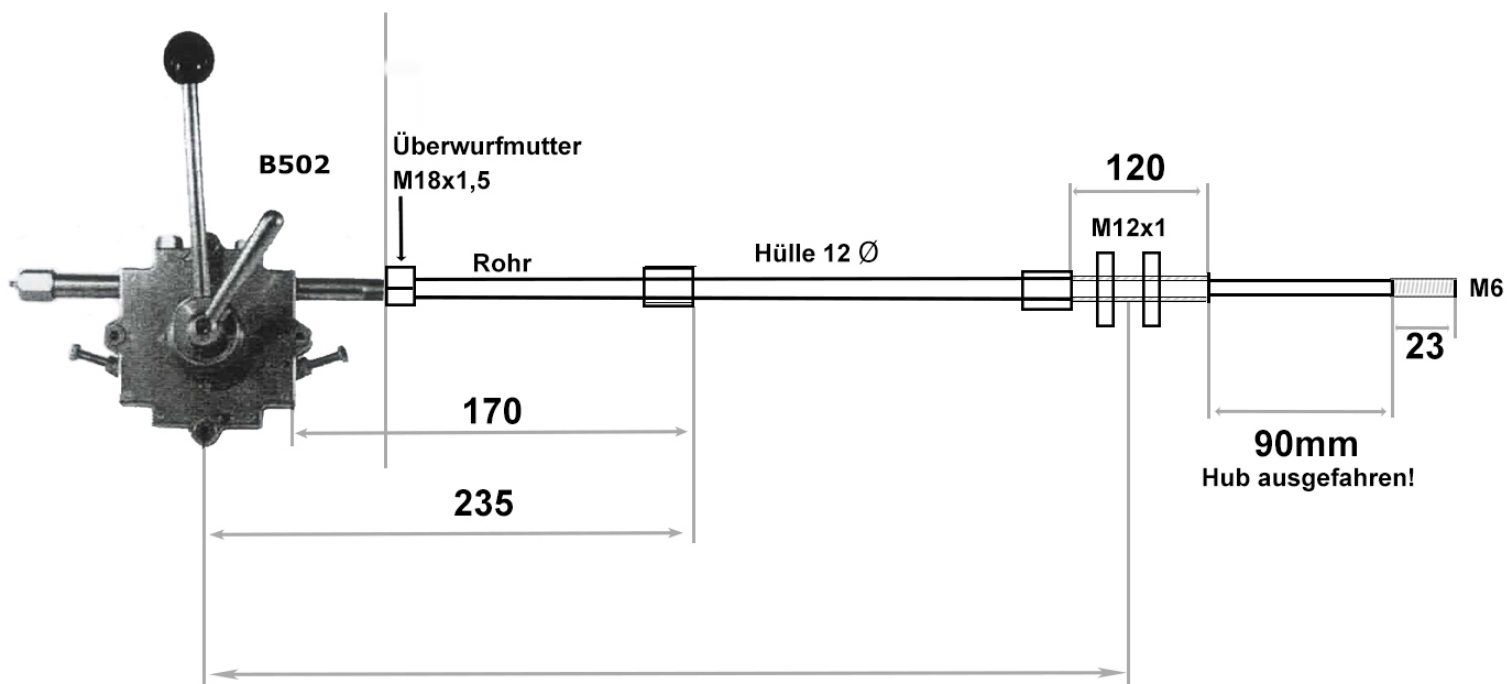 B502
Überwurfmutter
M18x1,5
Rohr
Hülle 12 Ø
120
M12x1
M6
23
170
90mm
Hub ausgefahren!
235